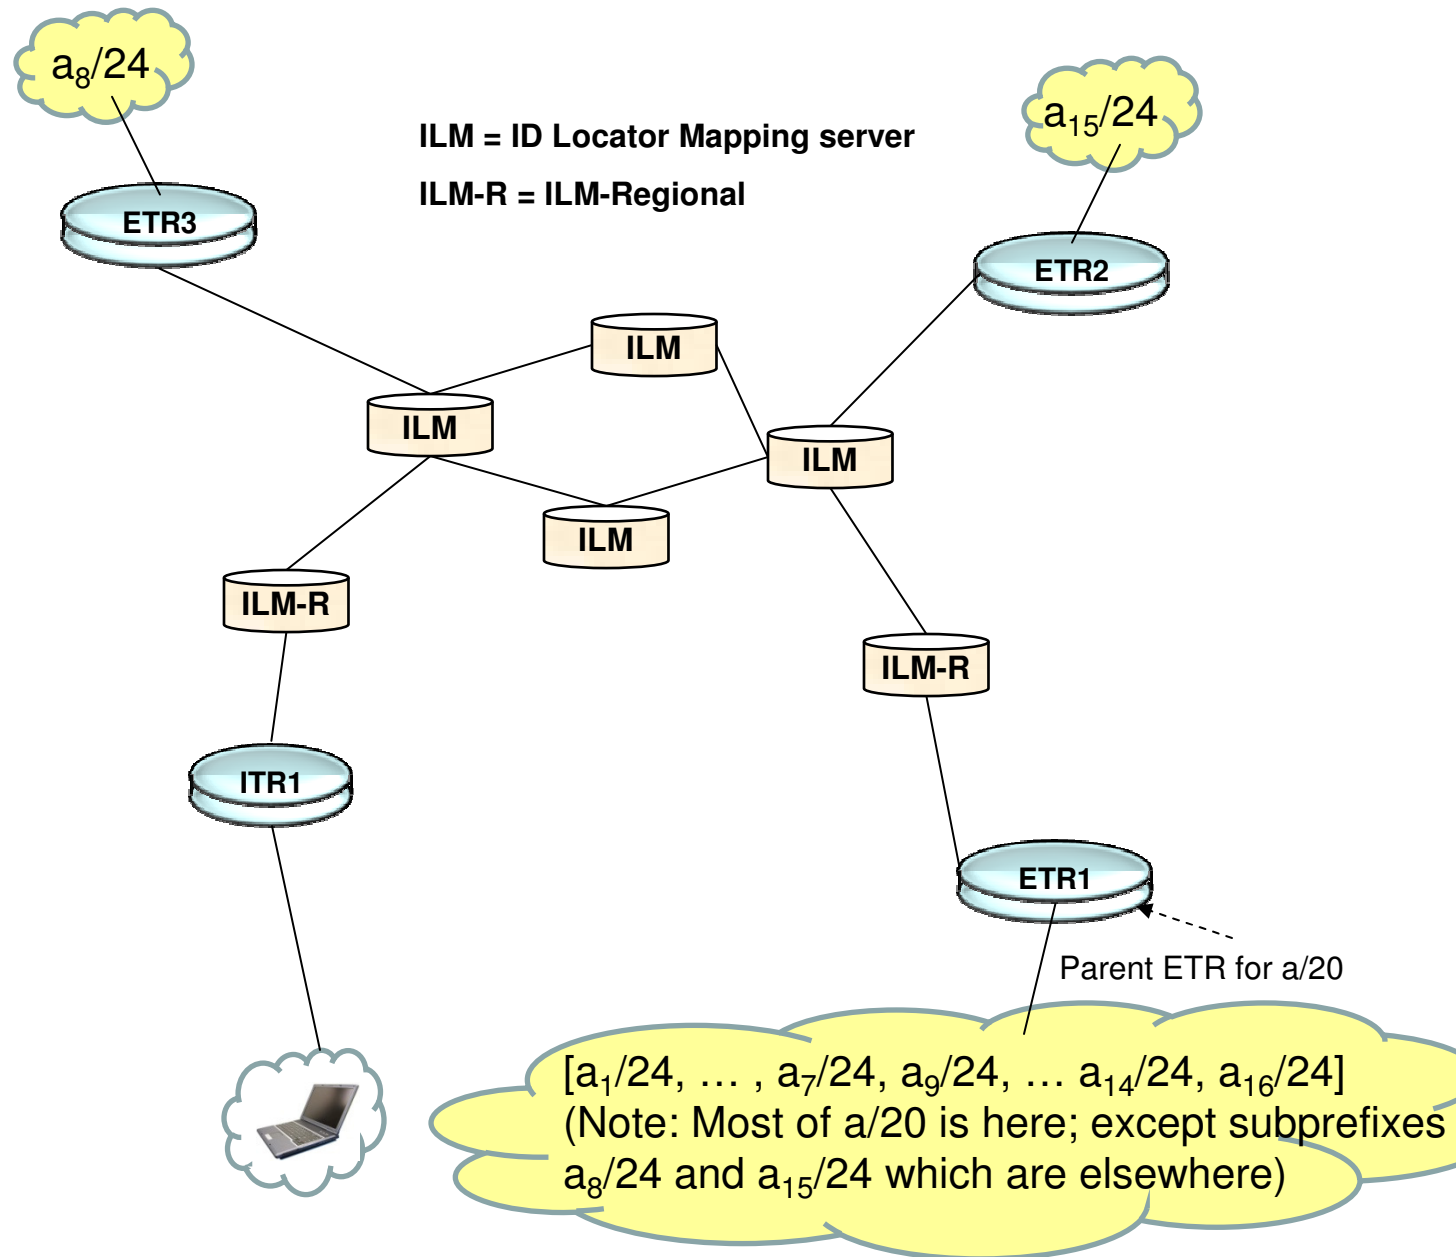 a₈/24
a₁₅/24
ILM = ID Locator Mapping server
ILM-R = ILM-Regional
ETR3
ETR2
ILM
ILM
ILM
ILM
ILM-R
ILM-R
ITR1
ETR1
Parent ETR for a/20
[a₁/24, … , a₇/24, a₉/24, … a₁₄/24, a₁₆/24]
(Note: Most of a/20 is here; except subprefixes
a₈/24 and a₁₅/24 which are elsewhere)